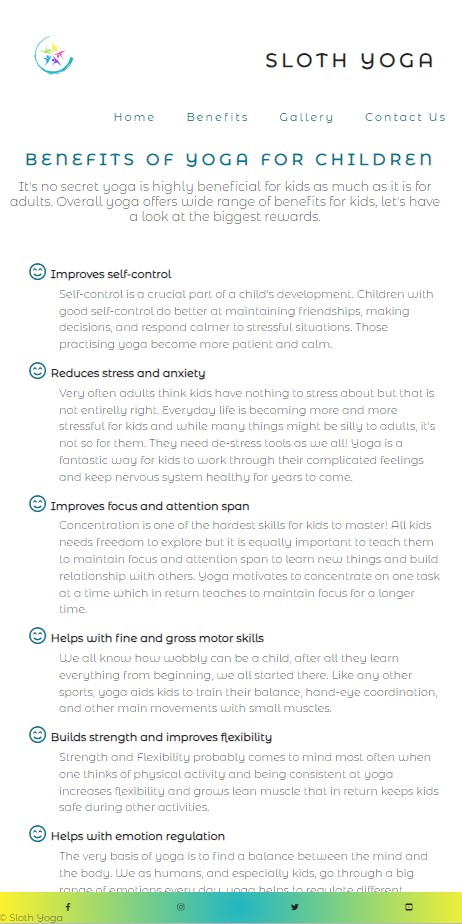 SLOTH YOGA
Home Benefits Gallery Contact Us
BENEFITS OF YOGA FOR CHILDREN
It's no secret yoga is highly beneficial for kids as much as it is for
adults. Overall yoga offers wide range of benefits for kids, let's have
a look at the biggest rewards.
Improves self-control
Self-control is a crucial part of a child's development. Children with
good self-control do better at maintaining friendships, making
decisions, and respond calmer to stressful situations. Those
practising yoga become more patient and calm.
Reduces stress and anxiety
Very often adults think kids have nothing to stress about but that is
not entirelly right. Everyday life is becoming more and more
stressful for kids and while many things might be silly to adults, it's
not so for them. They need de-stress tools as we all! Yoga is a
fantastic way for kids to work through their complicated feelings
and keep nervous system healthy for years to come.
Improves focus and attention span
Concentration is one of the hardest skills for kids to master! All kids
needs freedom to explore but it is equally important to teach them
to maintain focus and attention span to learn new things and build
relationship with others. Yoga motivates to concentrate on one task
at a time which in return teaches to maintain focus for a longer
time.
Helps with fine and gross motor skills
We all know how wobbly can be a child, after all they learn
everything from beginning, we all started there. Like any other
sports, yoga aids kids to train their balance, hand-eye coordination,
and other main movements with small muscles.
Builds strength and improves flexibility
Strength and Flexibility probably comes to mind most often when
one thinks of physical activity and being consistent at yoga
increases flexibility and grows lean muscle that in return keeps kids
safe during other activities.
Helps with emotion regulation
The very basis of yoga is to find a balance between the mind and
the body. We as humans, and especially kids, go through a big
range of emotions every day, yoga helps to regulate different
© Sloth Yoga